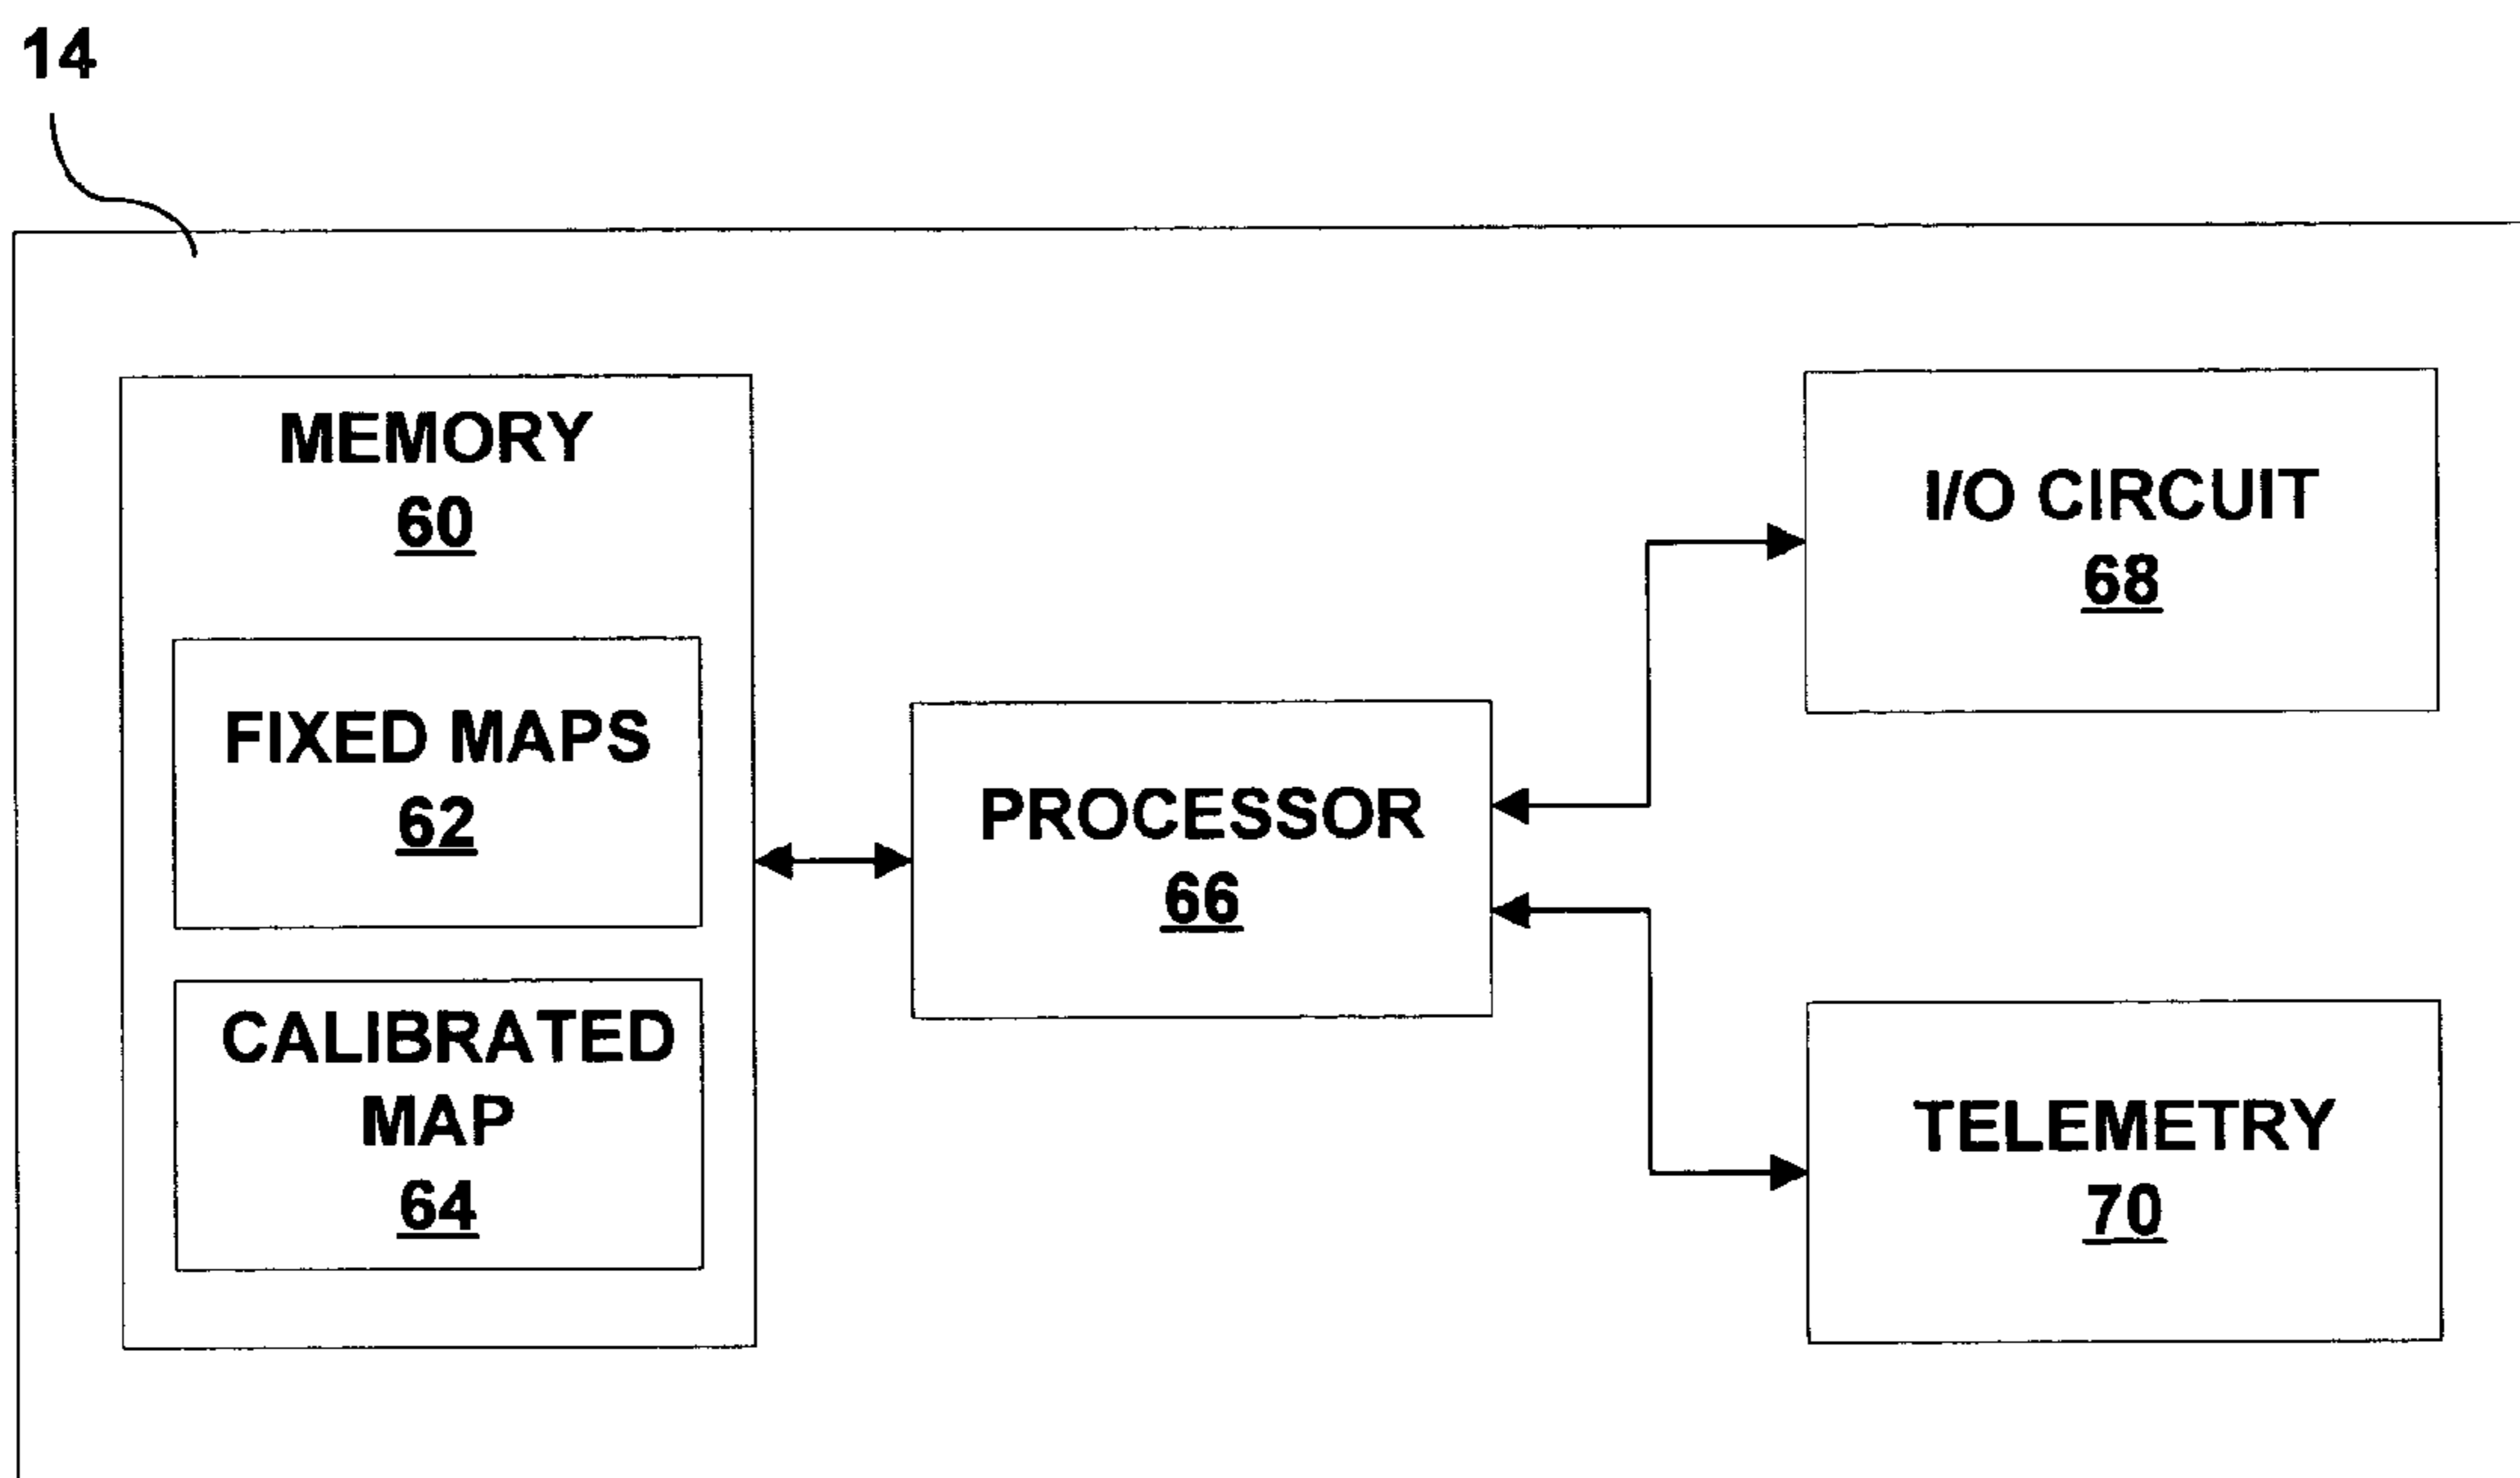 14
MEMORY
60
FIXED MAPS
62
CALIBRATED
MAP
64
PROCESSOR
66
I/O CIRCUIT
68
TELEMETRY
70